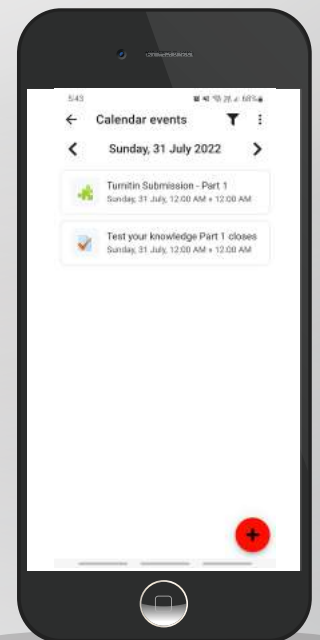 5:43
68%
Calendar events
Sunday, 31 July 2022
Turnitin Submission - Part 1
Sunday, 31 July, 12:00 AM » 12:00 AM
Test your knowledge Part 1 closes
Sunday, 31 July, 12:00 AM » 12:00 AM